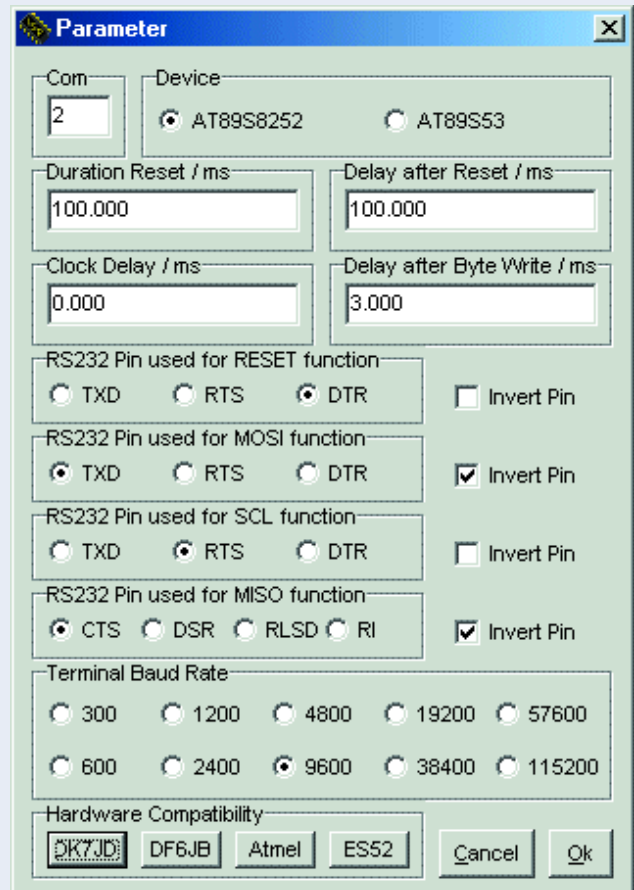 Parameter
Com
Device
2
AT89S8252
AT89S53
Duration Reset / ms
Delay after Reset / ms
100.000
100.000
Clock Delay / ms
Delay after Byte Write / ms
0.000
3.000
RS232 Pin used for RESET function
TXD RTS DTR
Invert Pin
RS232 Pin used for MOSI function
TXD RTS DTR
Invert Pin
RS232 Pin used for SCL function
TXD RTS DTR
Invert Pin
RS232 Pin used for MISO function
CTS DSR RLSD RI
Invert Pin
Terminal Baud Rate
300 1200 4800 19200 57600
600 2400 9600 38400 115200
Hardware Compatibility
DK7JD DF6JB Atmel ES52
Cancel Ok